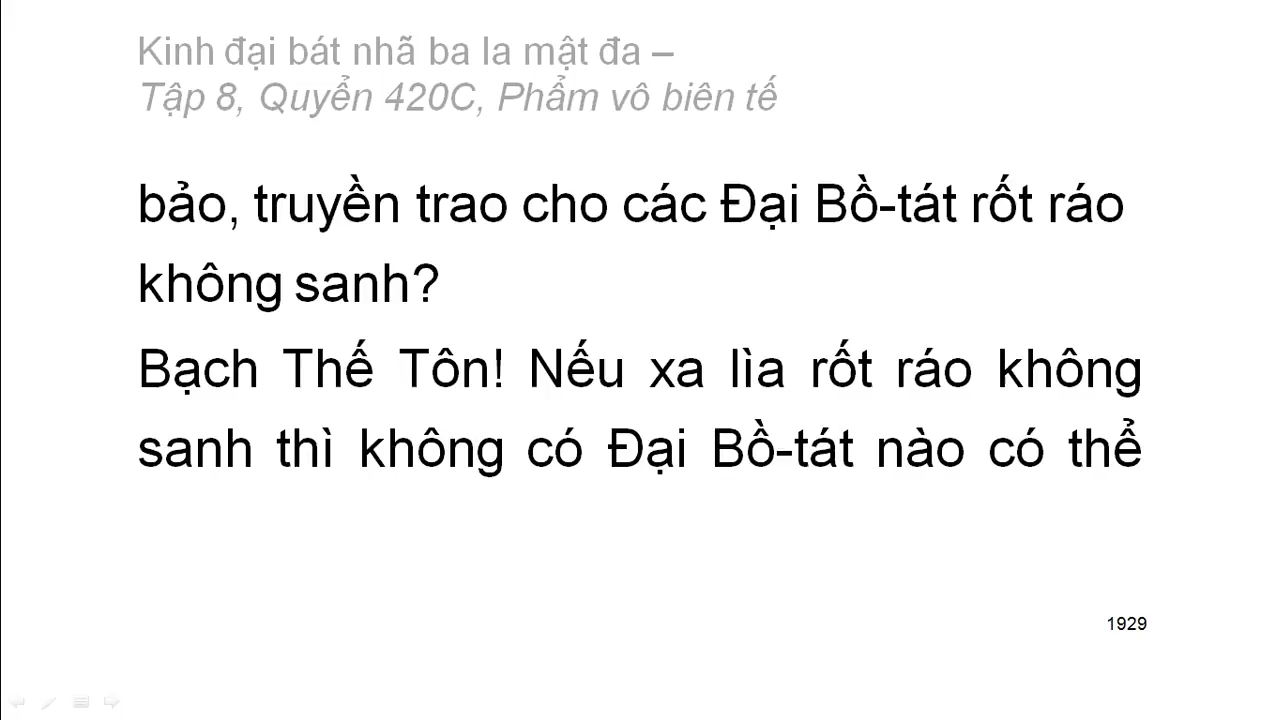 Kinh đại bát nhã ba la mật đa –
Tập 8, Quyển 420C, Phẩm vô biên tế
bảo, truyền trao cho các Đại Bồ-tát rốt ráo
không sanh?
Bạch Thế Tôn! Nếu xa lìa rốt ráo không
sanh thì không có Đại Bồ-tát nào có thể
1929